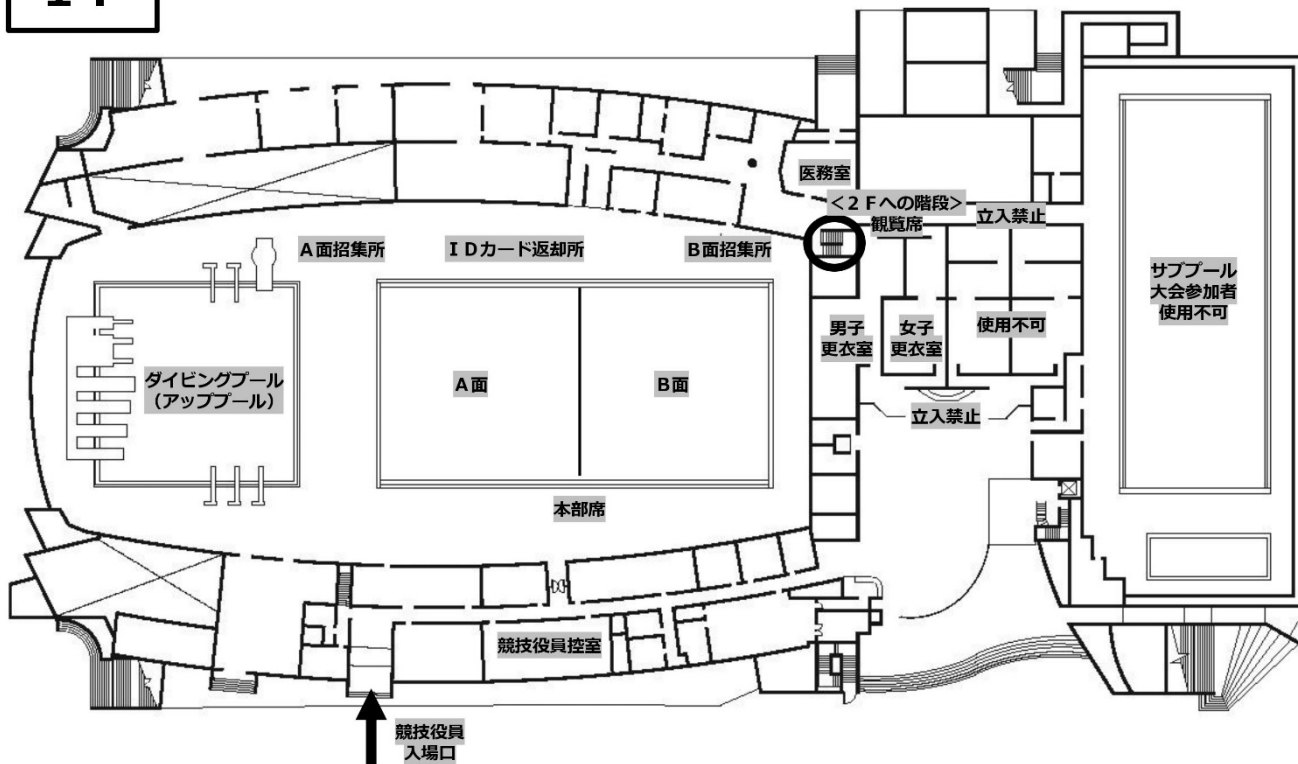 1F
医務室
＜2Fへの階段＞
観覧席
立入禁止
A面招集所
IDカード返却所
B面招集所
サブプール
大会参加者
使用不可
男子
更衣室
女子
更衣室
使用不可
ダイビングプール
（アッププール）
A面
B面
立入禁止
本部席
競技役員控室
競技役員
入場口